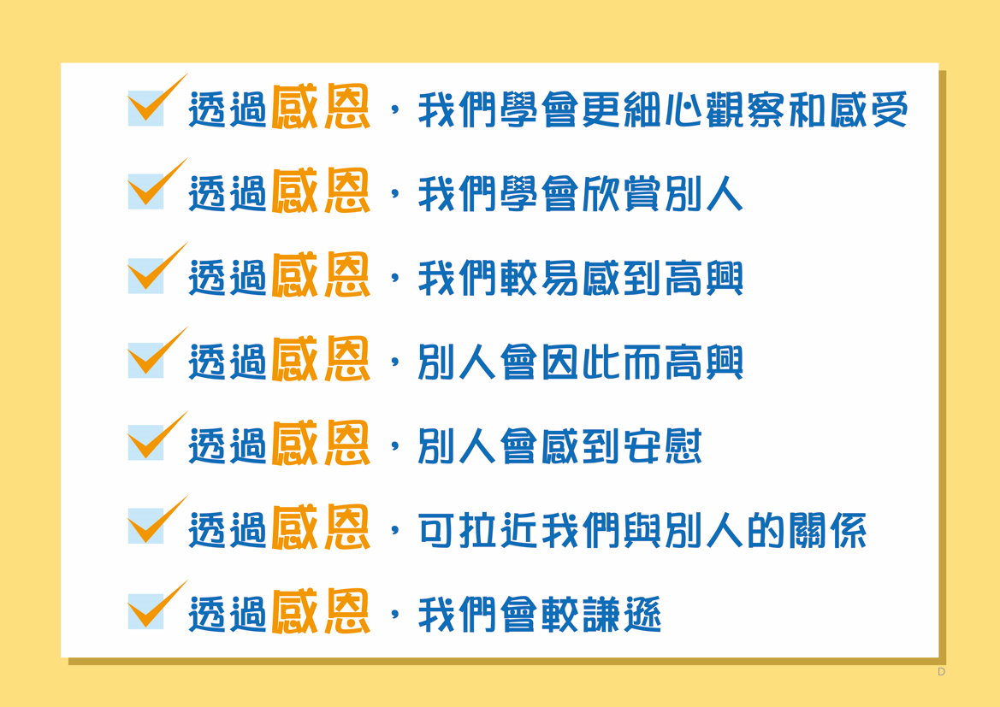 透過感恩，我們學會更細心觀察和感受
透過感恩，我們學會欣賞別人
透過感恩，我們較易感到高興
透過感恩，別人會因此而高興
透過感恩，別人會感到安慰
透過感恩，可拉近我們與別人的關係
透過感恩，我們會較謙遜
D